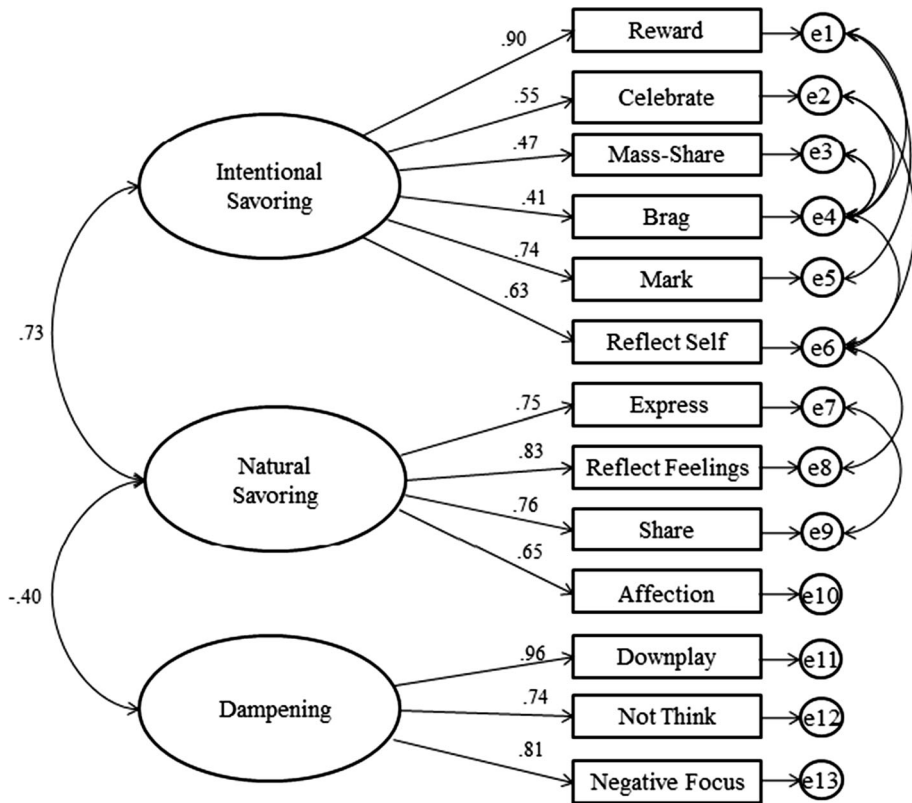 .90
Reward
e1
.55
Celebrate
e2
.47
Mass-Share
e3
Intentional
Savoring
.41
Brag
e4
.74
Mark
e5
.63
Reflect Self
e6
.73
.75
Express
e7
Natural
Savoring
.83
Reflect Feelings
e8
.76
Share
e9
.65
Affection
e10
-.40
.96
Downplay
e11
Dampening
.74
Not Think
e12
.81
Negative Focus
e13